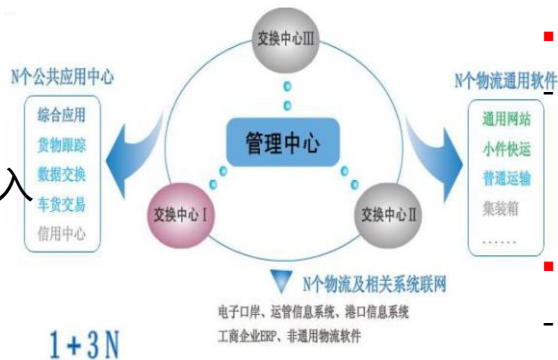 交换中心III
N个公共应用中心
综合应用
货物跟踪
数据交换
车货交易
信用中心
入
管理中心
交换中心 I
交换中心 II
N个物流通用软件
通用网站
小件快运
普通运输
集装箱
......
N个物流及相关系统联网
电子口岸、运管信息系统、港口信息系统
工商企业ERP、非通用物流软件
1+3N